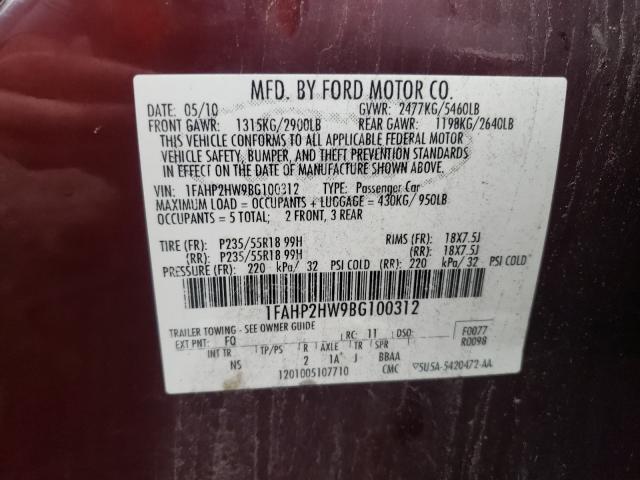 MFD. BY FORD MOTOR CO.
DATE: 05/10 GVWR: 2477KG/5460LB
FRONT GAWR: 1315KG/2900LB REAR GAWR: 1198KG/2640LB
THIS VEHICLE CONFORMS TO ALL APPLICABLE FEDERAL MOTOR
VEHICLE SAFETY, BUMPER, AND THEFT PREVENTION STANDARDS
IN EFFECT ON THE DATE OF MANUFACTURE SHOWN ABOVE.
VIN: 1FAHP2HW9BG100312 TYPE: Passenger Car
MAXIMUM LOAD = OCCUPANTS + LUGGAGE = 430KG/950LB
OCCUPANTS = 5 TOTAL; 2 FRONT, 3 REAR
TIRE (FR): P235/55R18 99H RIMS (FR): 18X7.5J
(RR): P235/55R18 99H (RR): 18X7.5J
PRESSURE (FR): 220 kPa/ 32 PSI COLD (RR): 220 kPa/ 32 PSI COLD
1FAHP2HW9BG100312
TRAILER TOWING - SEE OWNER GUIDE
EXT PNT: FQ RC: 11 DSO: F0077
INT TR TP/PS R AXLE TR SPR R0098
NS 2 1A J BBAA
1201005107710 CMC 5U5A-5420472-AA